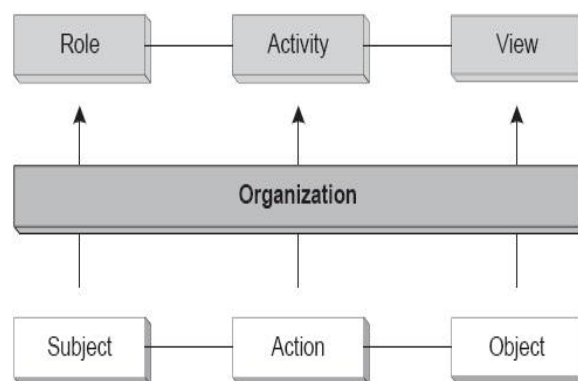 Role
Activity
View
Organization
Subject
Action
Object